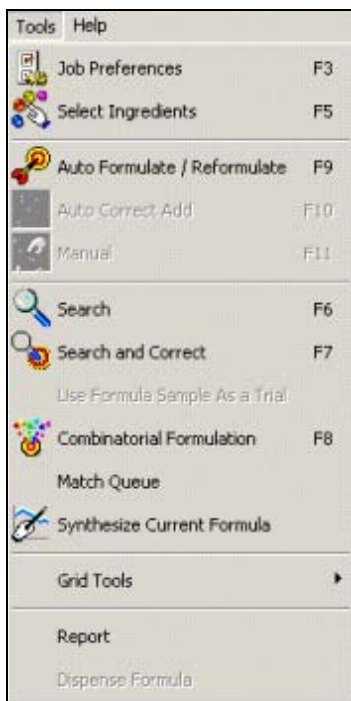 Tools Help
Job Preferences F3
Select Ingredients F5
Auto Formulate / Reformulate F9
Auto Correct Add F10
Manual F11
Search F6
Search and Correct F7
Use Formula Sample As a Trial
Combinatorial Formulation F8
Match Queue
Synthesize Current Formula
Grid Tools
Report
Dispense Formula